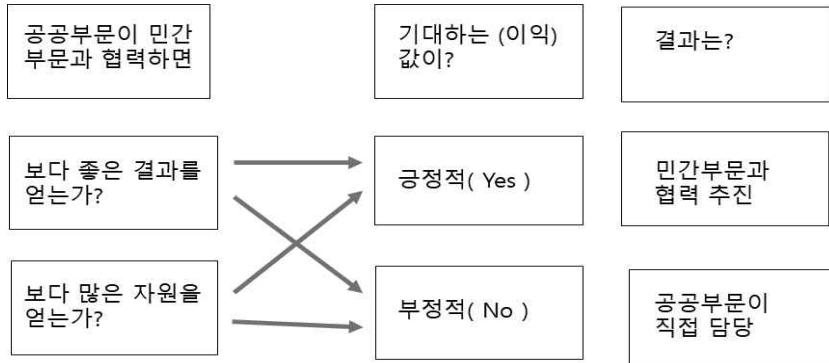 공공부문이 민간
부문과 협력하면
기대하는 (이익)
값이?
결과는?
보다 좋은 결과를
얻는가?
긍정적( Yes )
민간부문과
협력 추진
보다 많은 자원을
얻는가?
부정적( No )
공공부문이
직접 담당